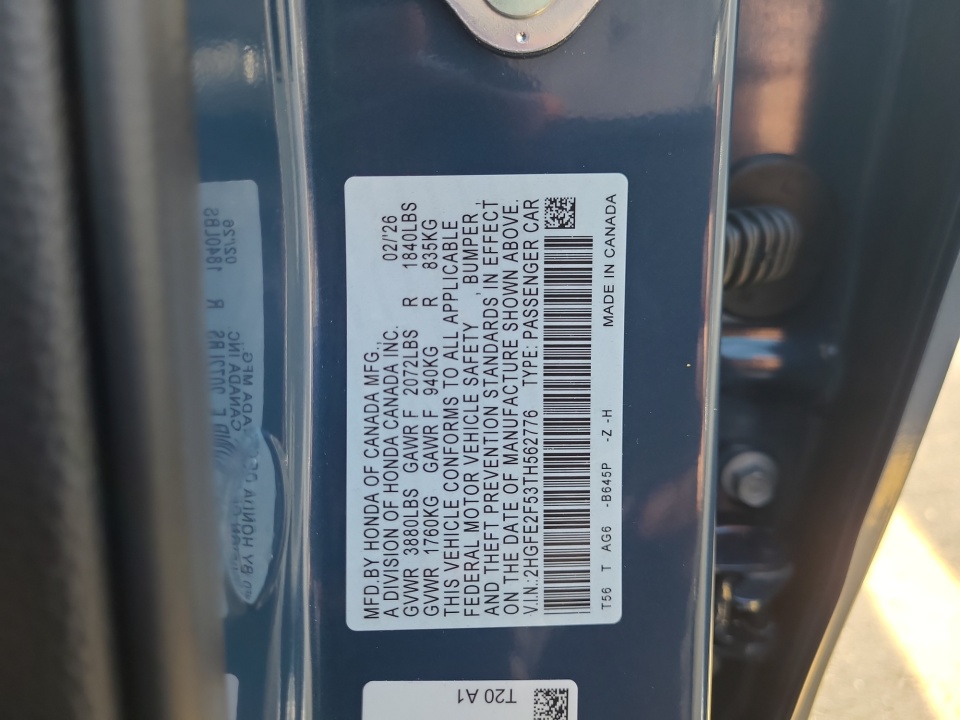 MFD.BY HONDA OF CANADA MFG.,
A DIVISION OF HONDA CANADA INC. 02/'26
GVWR 3880LBS GAWR F 2072LBS R 1840LBS
GVWR 1760KG GAWR F 940KG R 835KG
THIS VEHICLE CONFORMS TO ALL APPLICABLE
FEDERAL MOTOR VEHICLE SAFETY , BUMPER ,
AND THEFT PREVENTION STANDARDS IN EFFECT
ON THE DATE OF MANUFACTURE SHOWN ABOVE.
V.I.N.:2HGFE2F53TH562776 TYPE: PASSENGER CAR
T56 T AG6 -B645P -Z -H MADE IN CANADA
T20 A1